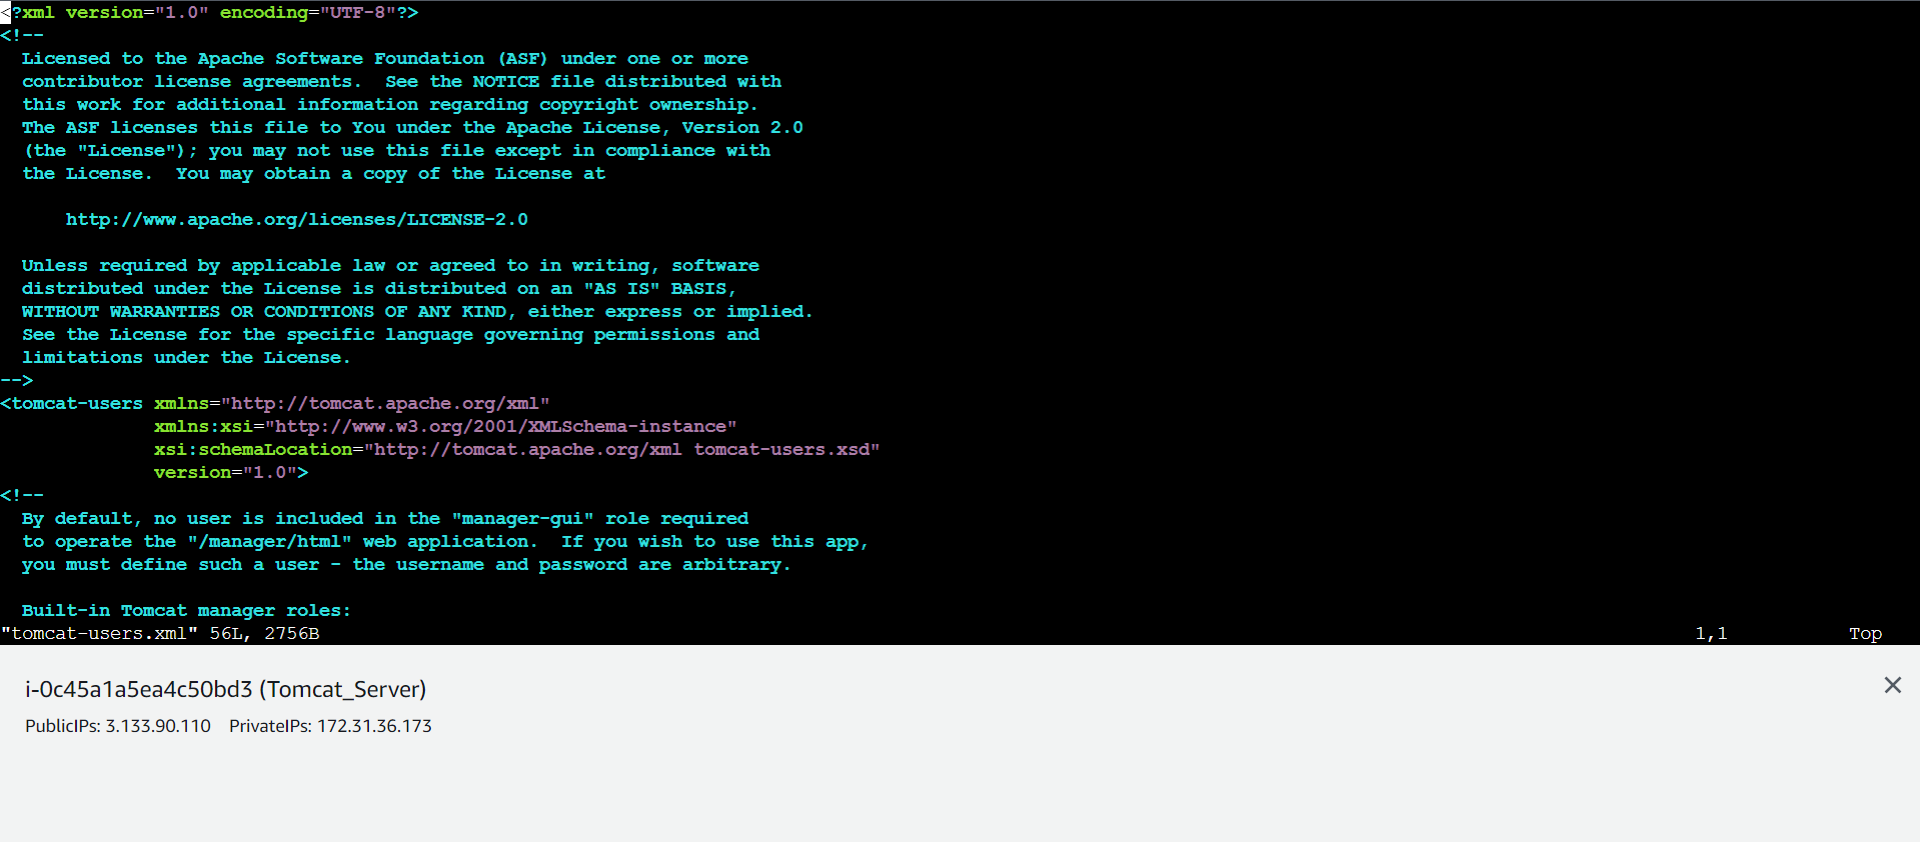 <?xml version="1.0" encoding="UTF-8"?>
<!--
  Licensed to the Apache Software Foundation (ASF) under one or more
  contributor license agreements.  See the NOTICE file distributed with
  this work for additional information regarding copyright ownership.
  The ASF licenses this file to You under the Apache License, Version 2.0
  (the "License"); you may not use this file except in compliance with
  the License.  You may obtain a copy of the License at

      http://www.apache.org/licenses/LICENSE-2.0

  Unless required by applicable law or agreed to in writing, software
  distributed under the License is distributed on an "AS IS" BASIS,
  WITHOUT WARRANTIES OR CONDITIONS OF ANY KIND, either express or implied.
  See the License for the specific language governing permissions and
  limitations under the License.
-->
<tomcat-users xmlns="http://tomcat.apache.org/xml"
              xmlns:xsi="http://www.w3.org/2001/XMLSchema-instance"
              xsi:schemaLocation="http://tomcat.apache.org/xml tomcat-users.xsd"
              version="1.0">
<!--
  By default, no user is included in the "manager-gui" role required
  to operate the "/manager/html" web application.  If you wish to use this app,
  you must define such a user - the username and password are arbitrary.

  Built-in Tomcat manager roles:
"tomcat-users.xml" 56L, 2756B 1,1 Top
i-0c45a1a5ea4c50bd3 (Tomcat_Server)
PublicIPs: 3.133.90.110 PrivateIPs: 172.31.36.173